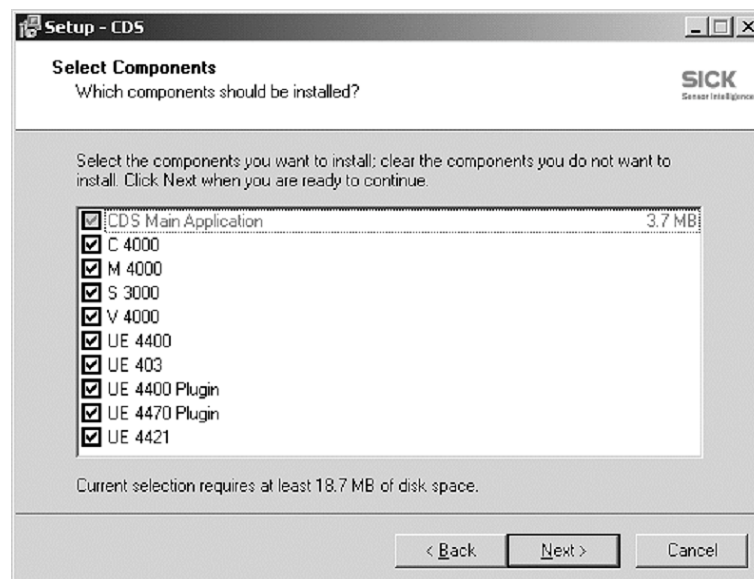 Setup - CDS
Select Components
Which components should be installed?
SICK
Sensor Intelligence
Select the components you want to install; clear the components you do not want to
install. Click Next when you are ready to continue.
CDS Main Application 3.7 MB
C 4000
M 4000
S 3000
V 4000
UE 4400
UE 403
UE 4400 Plugin
UE 4470 Plugin
UE 4421
Current selection requires at least 18.7 MB of disk space.
< Back Next > Cancel